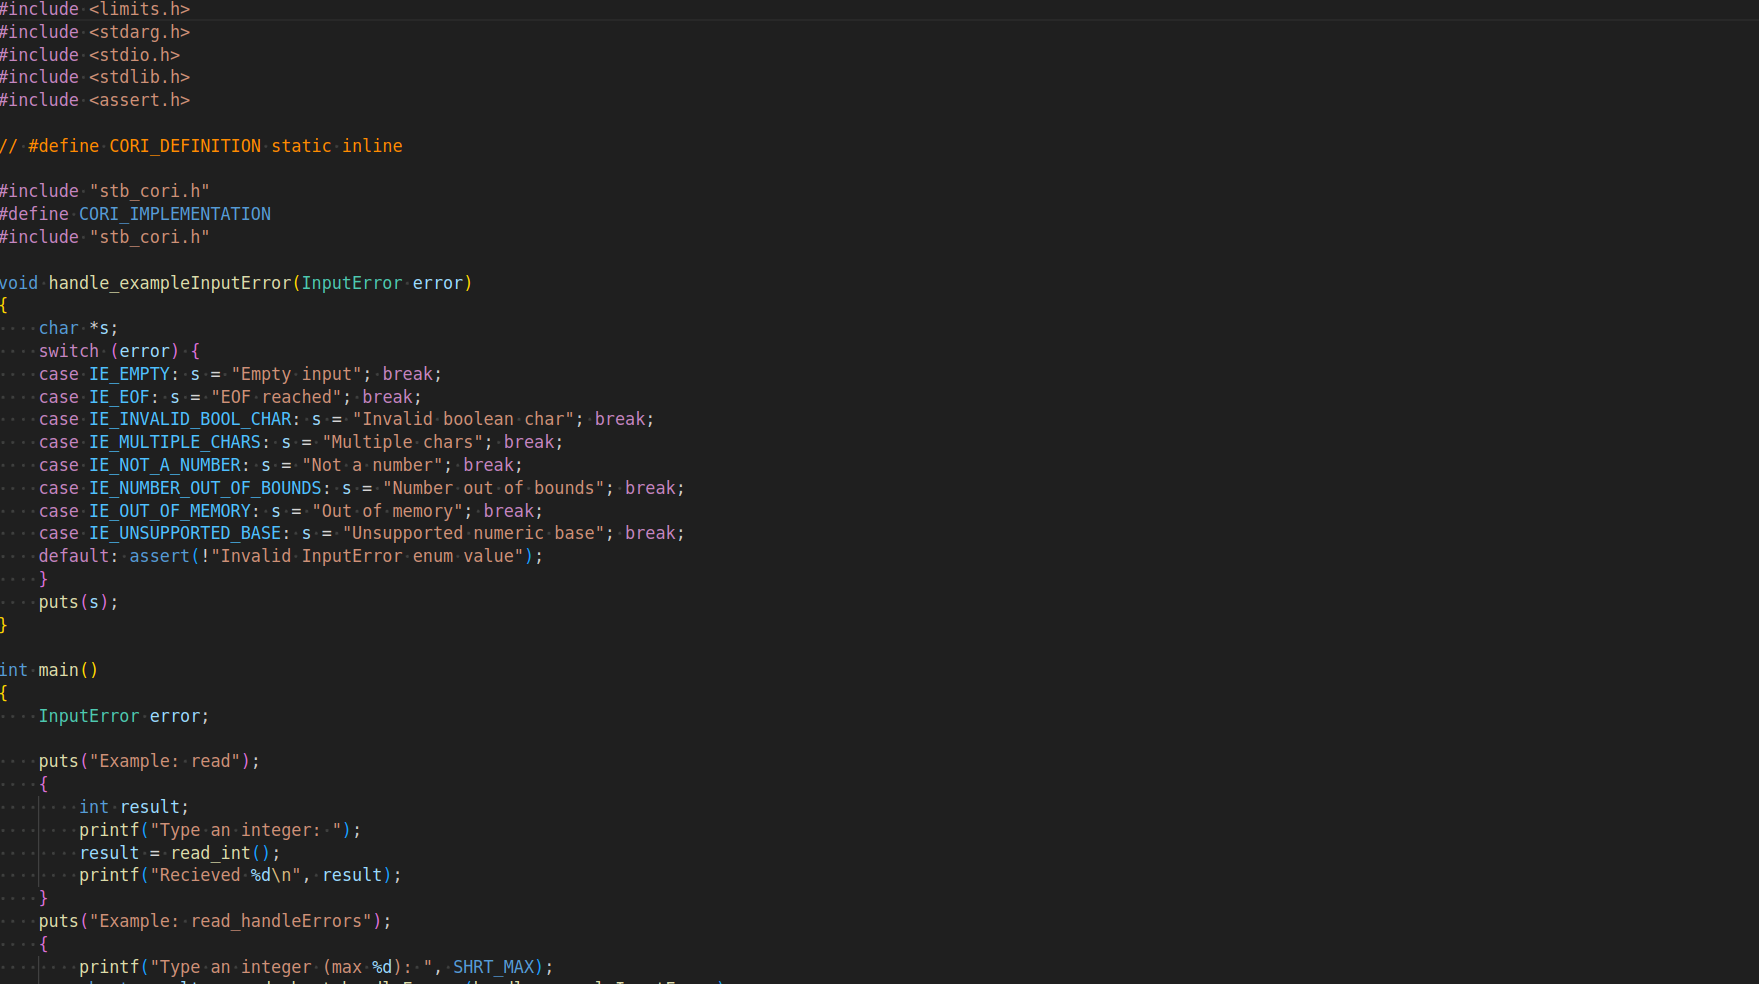 #include <limits.h>
#include <stdarg.h>
#include <stdio.h>
#include <stdlib.h>
#include <assert.h>
// #define CORI_DEFINITION static inline
#include "stb_cori.h"
#define CORI_IMPLEMENTATION
#include "stb_cori.h"
void handle_exampleInputError(InputError error)
{
    char *s;
    switch (error) {
    case IE_EMPTY: s = "Empty input"; break;
    case IE_EOF: s = "EOF reached"; break;
    case IE_INVALID_BOOL_CHAR: s = "Invalid boolean char"; break;
    case IE_MULTIPLE_CHARS: s = "Multiple chars"; break;
    case IE_NOT_A_NUMBER: s = "Not a number"; break;
    case IE_NUMBER_OUT_OF_BOUNDS: s = "Number out of bounds"; break;
    case IE_OUT_OF_MEMORY: s = "Out of memory"; break;
    case IE_UNSUPPORTED_BASE: s = "Unsupported numeric base"; break;
    default: assert(!"Invalid InputError enum value");
    }
    puts(s);
}
int main()
{
    InputError error;
    puts("Example: read");
    {
        int result;
        printf("Type an integer: ");
        result = read_int();
        printf("Recieved %d\n", result);
    }
    puts("Example: read_handleErrors");
    {
        printf("Type an integer (max %d): ", SHRT_MAX);